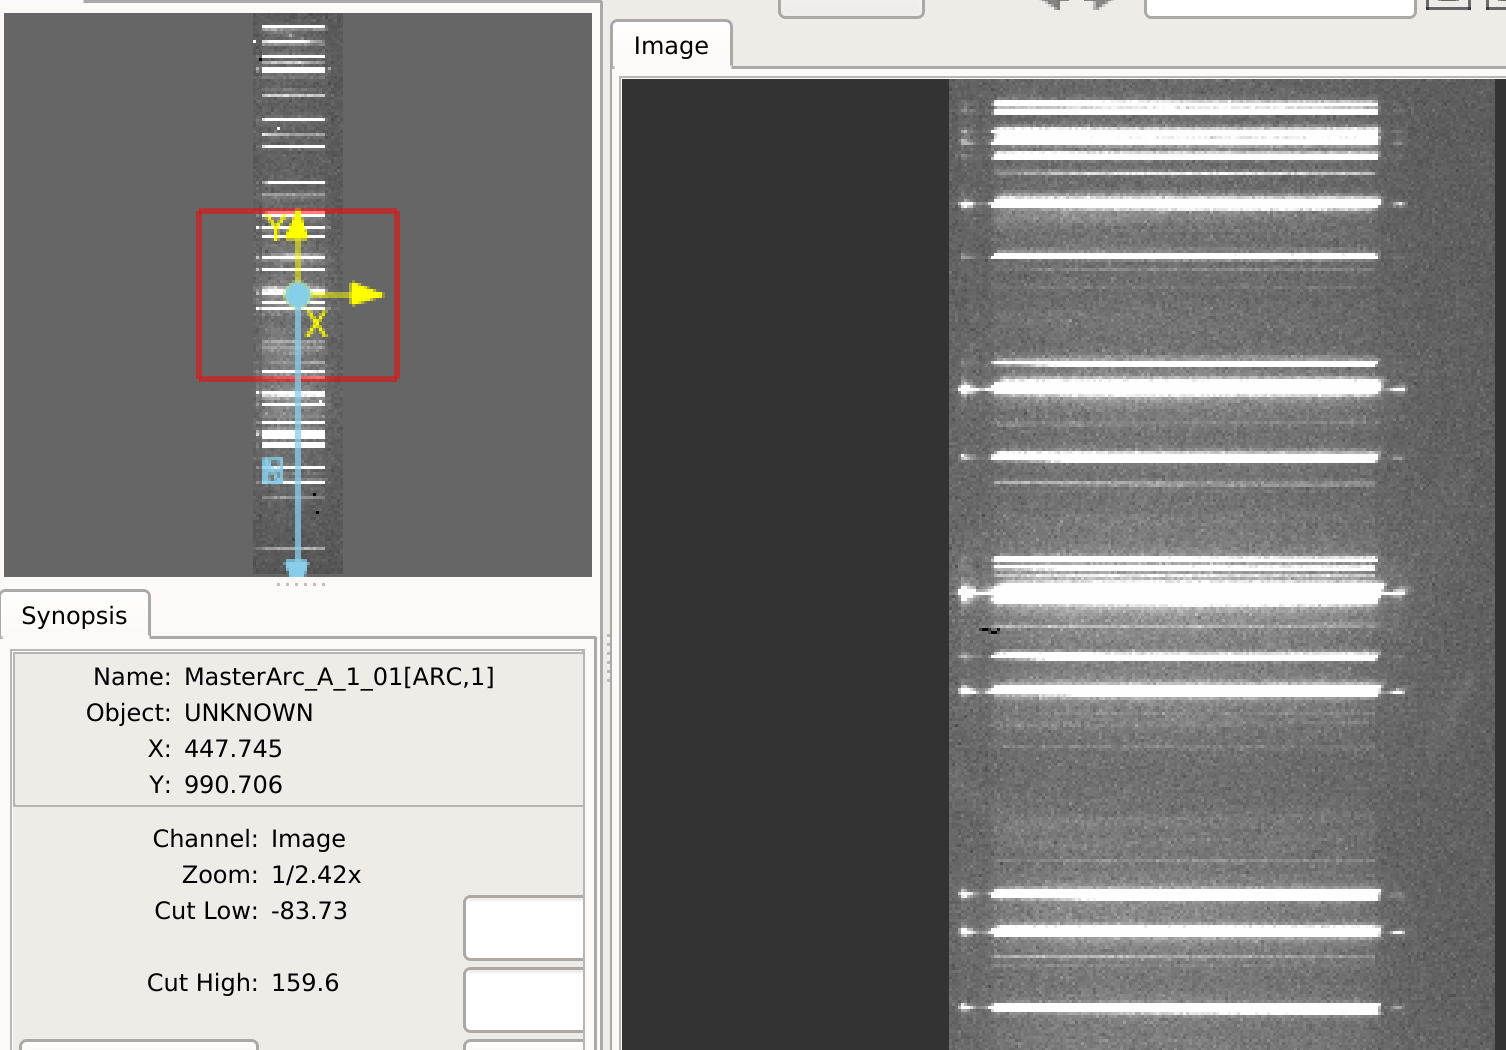 Image
Y
X
Synopsis
Name: MasterArc_A_1_01[ARC,1]
Object: UNKNOWN
X: 447.745
Y: 990.706
Channel: Image
Zoom: 1/2.42x
Cut Low: -83.73
Cut High: 159.6